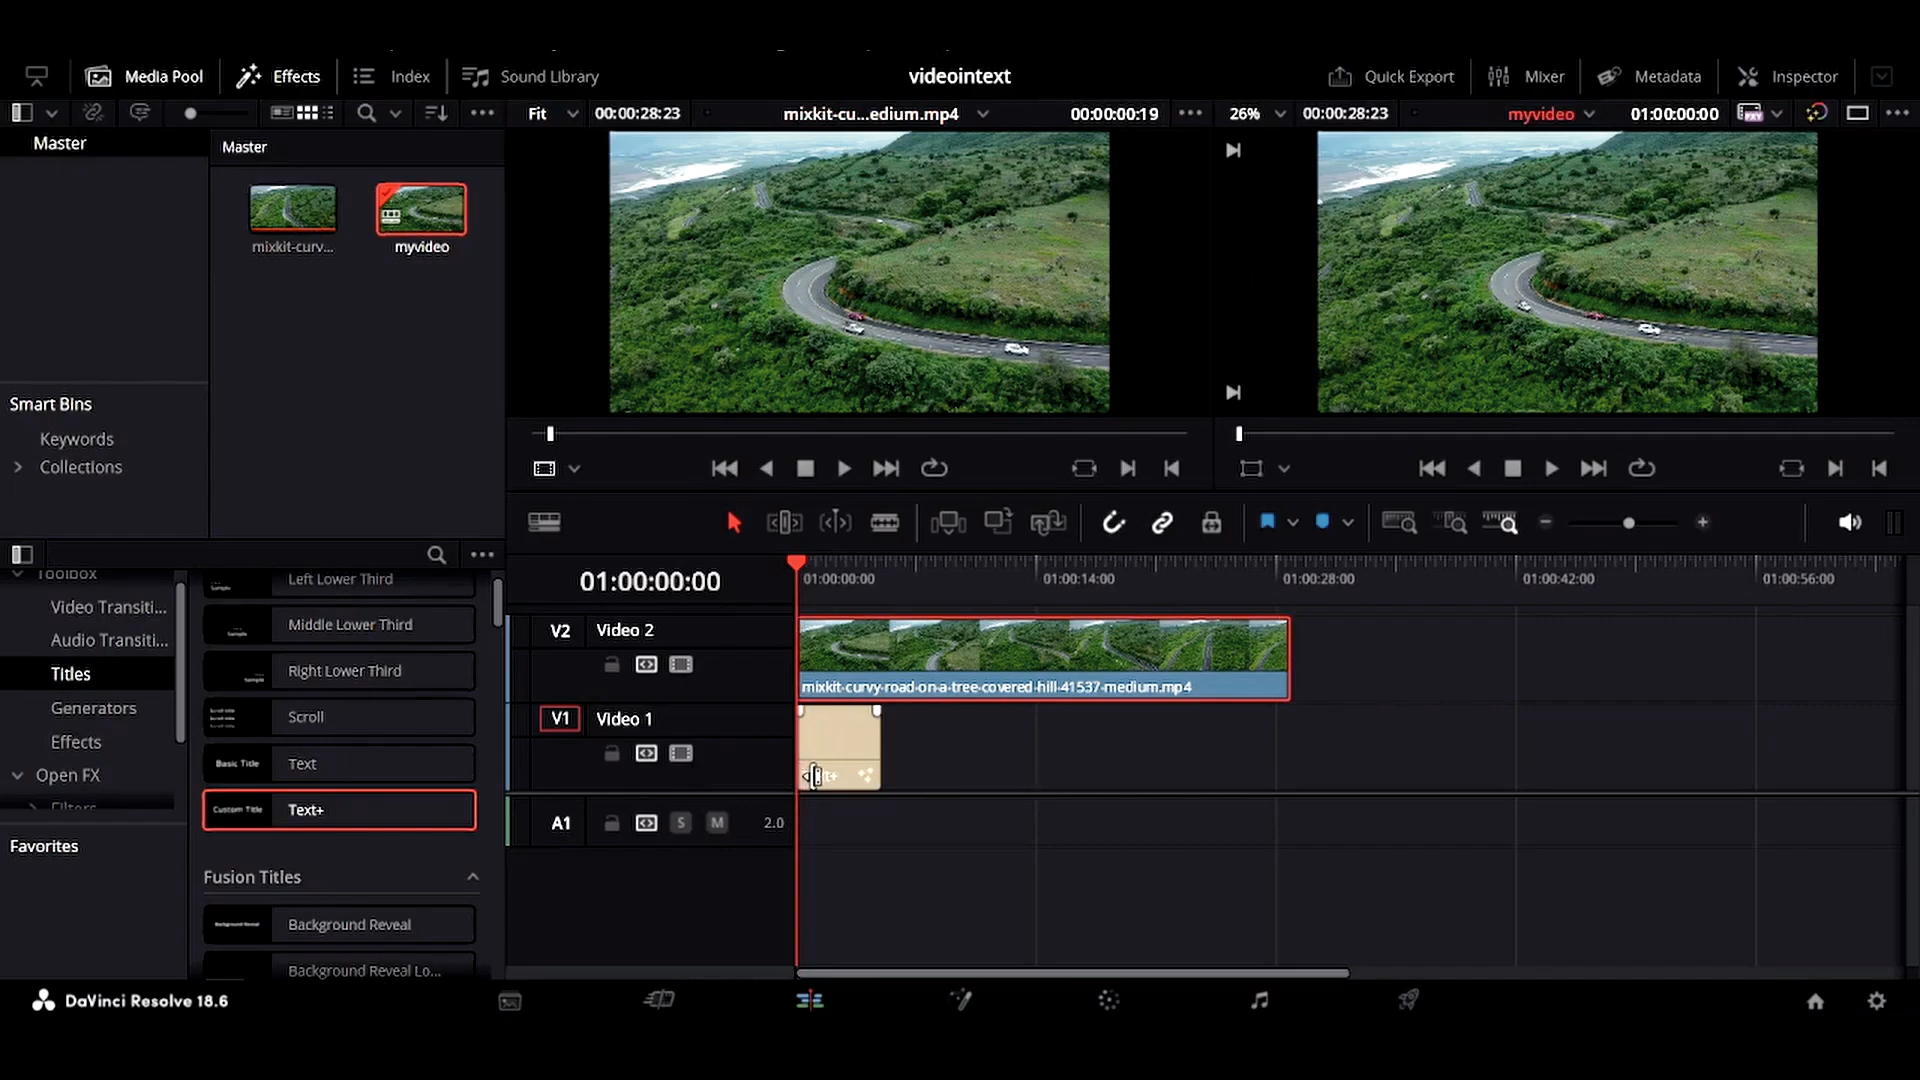 Media Pool
Effects
Index
Sound Library
videointext
Quick Export
Mixer
Metadata
Inspector
Fit
00:00:28:23
mixkit-cu...edium.mp4
00:00:00:19
26%
00:00:28:23
myvideo
01:00:00:00
Master
Master
mixkit-curv...
myvideo
Smart Bins
Keywords
Collections
Toolbox
Video Transiti...
Audio Transiti...
Titles
Generators
Effects
Open FX
Filters
Favorites
Left Lower Third
Middle Lower Third
Right Lower Third
Scroll
Basic Title
Text
Custom Title
Text+
Fusion Titles
Background Reveal
Background Reveal
Background Reveal Lo...
01:00:00:00
01:00:00:00
01:00:14:00
01:00:28:00
01:00:42:00
01:00:56:00
V2
Video 2
mixkit-curvy-road-on-a-tree-covered-hill-41537-medium.mp4
V1
Video 1
A1
S
M
2.0
DaVinci Resolve 18.6